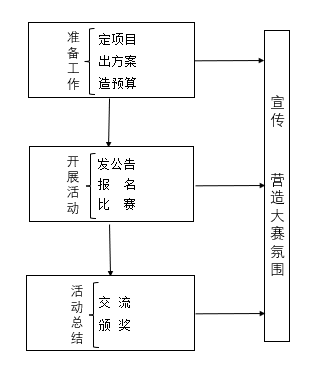 准备工作
定项目
出方案
造预算
开展活动
发公告
报 名
比 赛
活动总结
交 流
颁 奖
宣传 营造大赛氛围